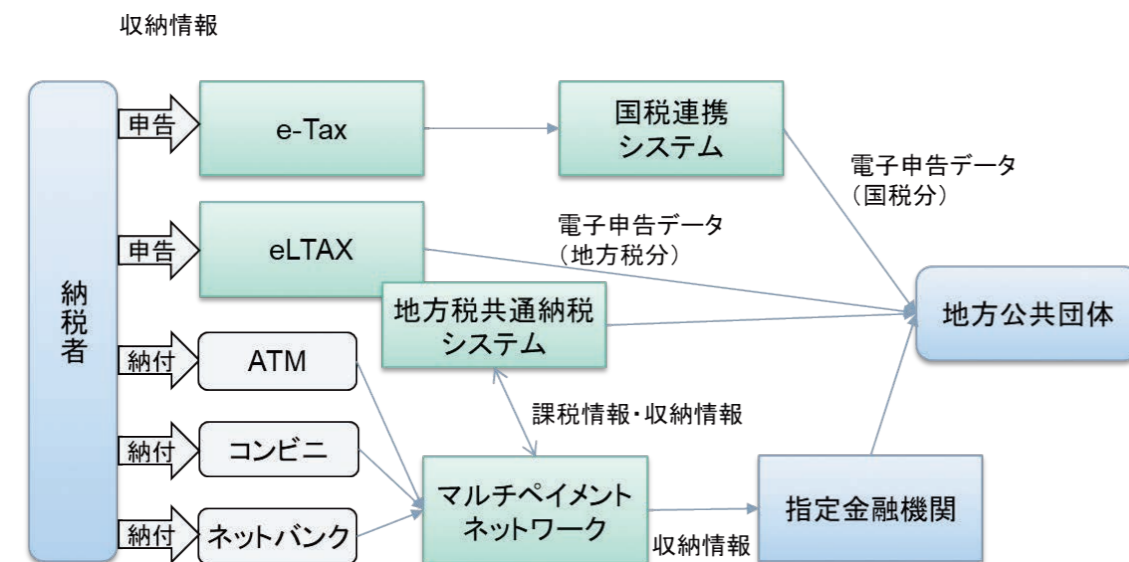 収納情報
申告
e-Tax
国税連携
システム
電子申告データ
（国税分）
申告
eLTAX
電子申告データ
（地方税分）
納税者
地方税共通納税
システム
地方公共団体
納付
ATM
課税情報・収納情報
納付
コンビニ
マルチペイメント
ネットワーク
指定金融機関
納付
ネットバンク
収納情報